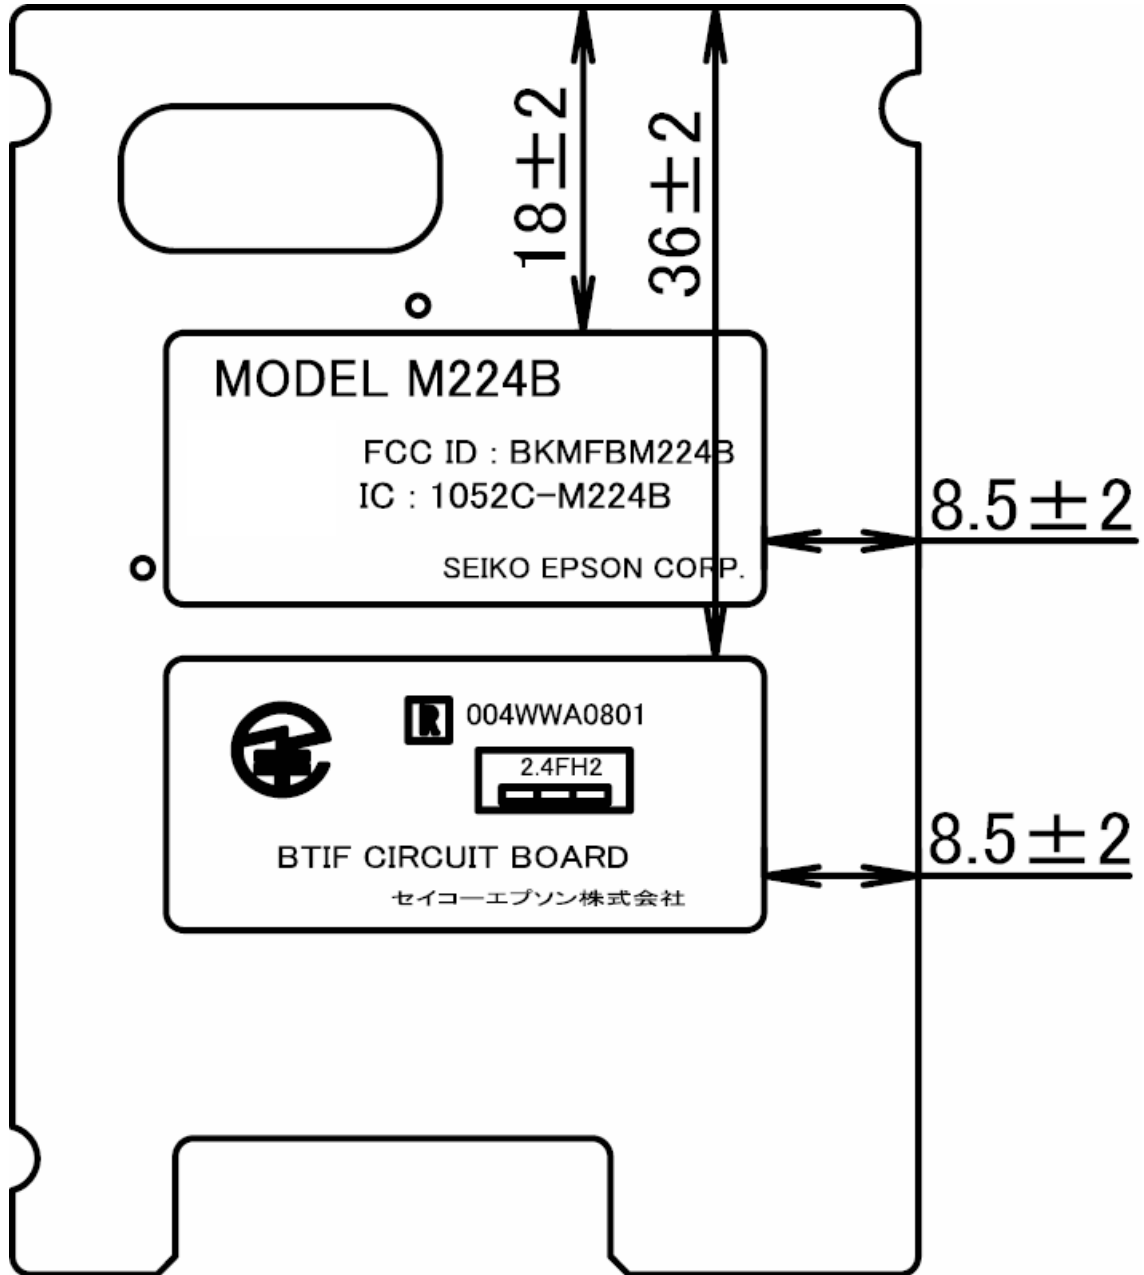 18±2
36±2
MODEL M224B
FCC ID : BKMFBM224B
IC : 1052C-M224B
SEIKO EPSON CORP.
8.5±2
R 004WWA0801
2.4FH2
BTIF CIRCUIT BOARD
セイコーエプソン株式会社
8.5±2